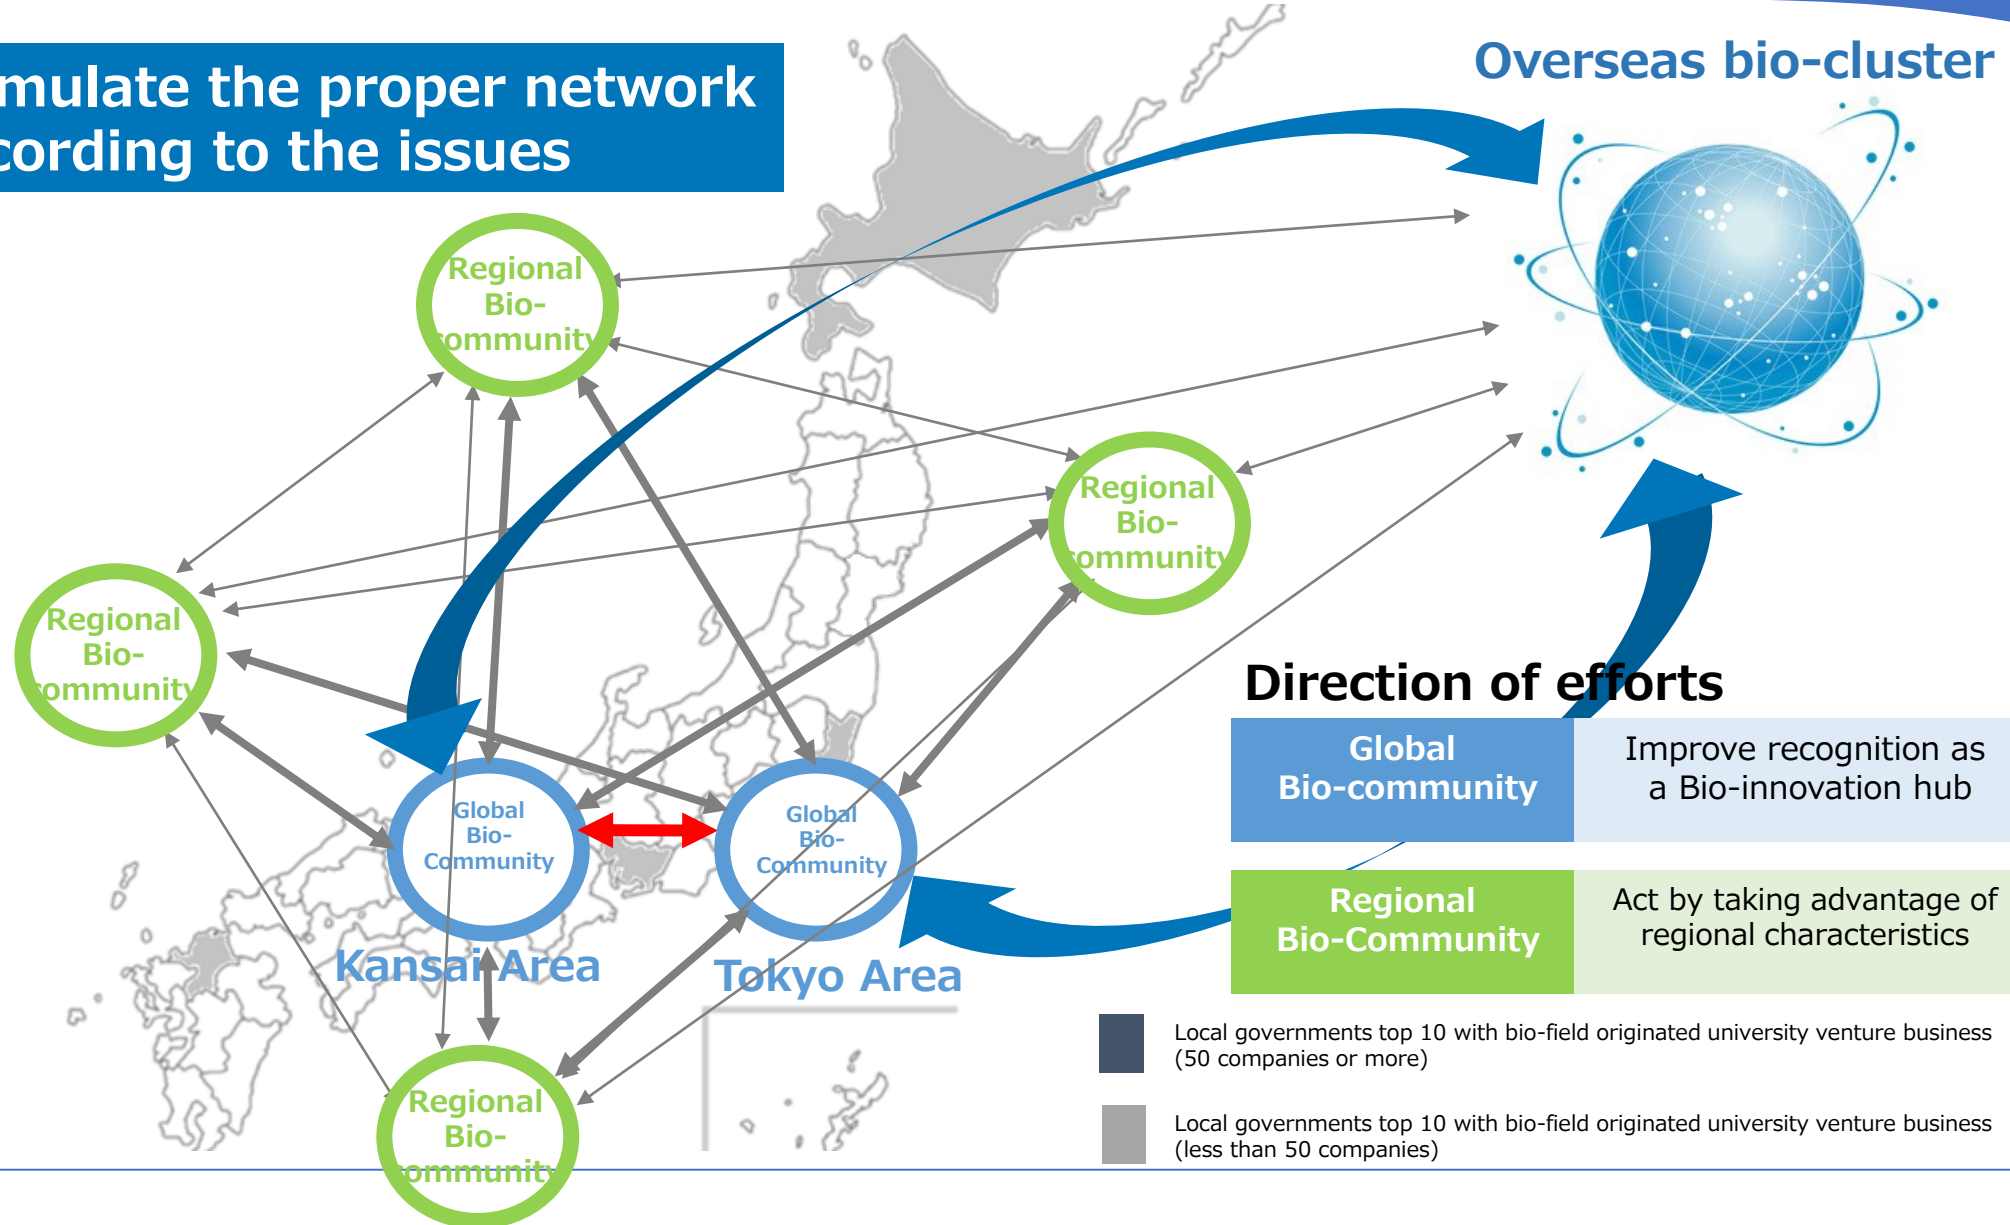 mulate the proper network
cording to the issues
Overseas bio-cluster
Regional
Bio-
community
Regional
Bio-
community
Regional
Bio-
community
Global
Bio-
Community
Global
Bio-
Community
Kansai Area
Tokyo Area
Regional
Bio-
community
Direction of efforts
Global
Bio-community
Improve recognition as
a Bio-innovation hub
Regional
Bio-Community
Act by taking advantage of
regional characteristics
Local governments top 10 with bio-field originated university venture business
(50 companies or more)
Local governments top 10 with bio-field originated university venture business
(less than 50 companies)